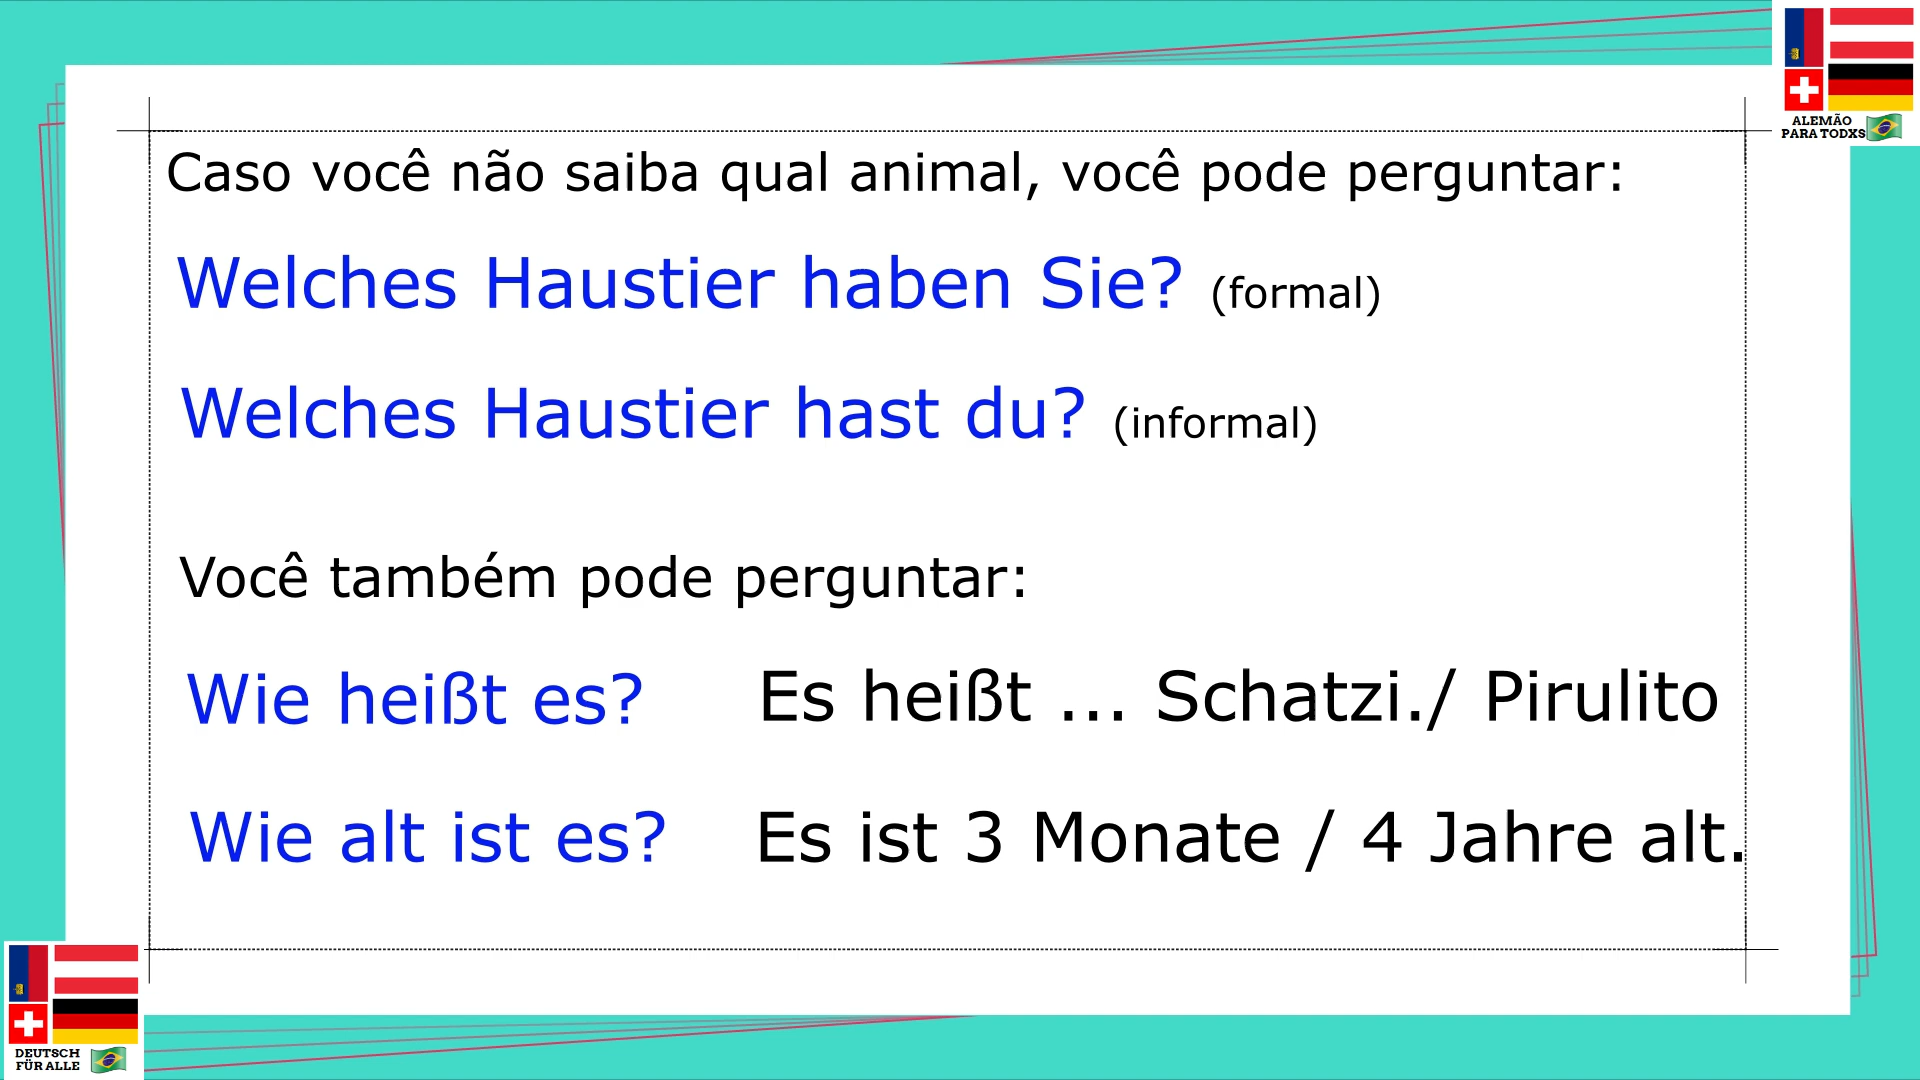 ALEMÃO
PARA TODXS
Caso você não saiba qual animal, você pode perguntar:
Welches Haustier haben Sie? (formal)
Welches Haustier hast du? (informal)
Você também pode perguntar:
Wie heißt es? Es heißt ... Schatzi./ Pirulito
Wie alt ist es? Es ist 3 Monate / 4 Jahre alt.
DEUTSCH
FÜR ALLE